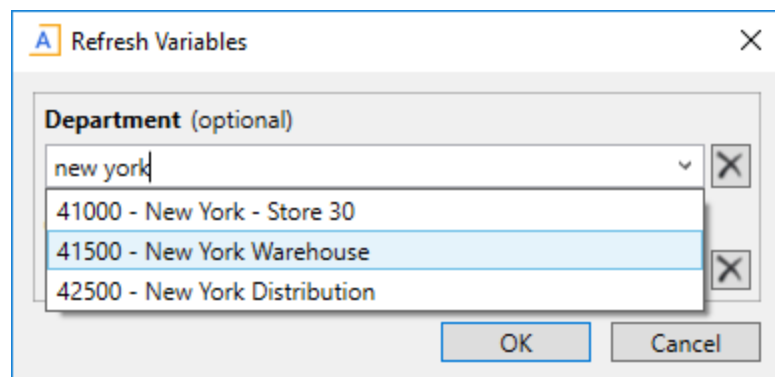 A Refresh Variables
Department (optional)
new york
41000 - New York - Store 30
41500 - New York Warehouse
42500 - New York Distribution
OK Cancel